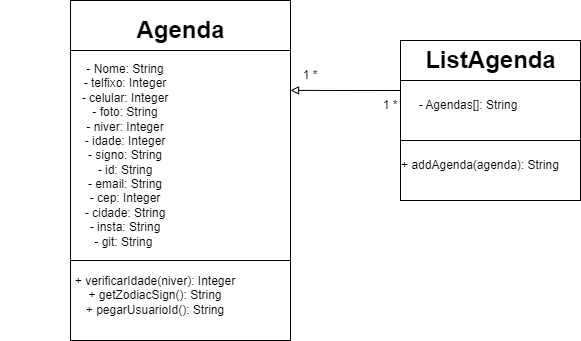 Agenda
- Nome: String
- telfixo: Integer
- celular: Integer
- foto: String
- niver: Integer
- idade: Integer
- signo: String
- id: String
- email: String
- cep: Integer
- cidade: String
- insta: String
- git: String
+ verificarIdade(niver): Integer
+ getZodiacSign(): String
+ pegarUsuarioId(): String
1 *
1 *
ListAgenda
- Agendas[]: String
+ addAgenda(agenda): String